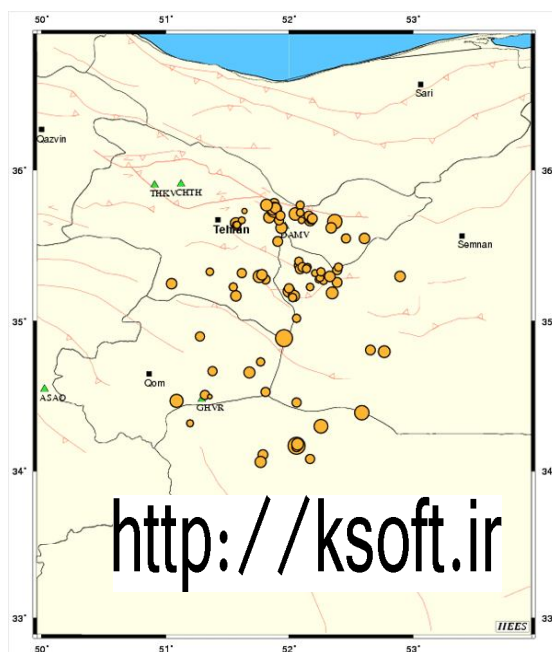 50˚ 51˚ 52˚ 53˚
Sari
Qazvin
36˚ 36˚
THKV CHTH
Tehran
DAMV
Semnan
35˚ 35˚
Qom
ASAO
GHVR
34˚ 34˚
http://ksoft.ir
33˚ 33˚
IIEES
50˚ 51˚ 52˚ 53˚